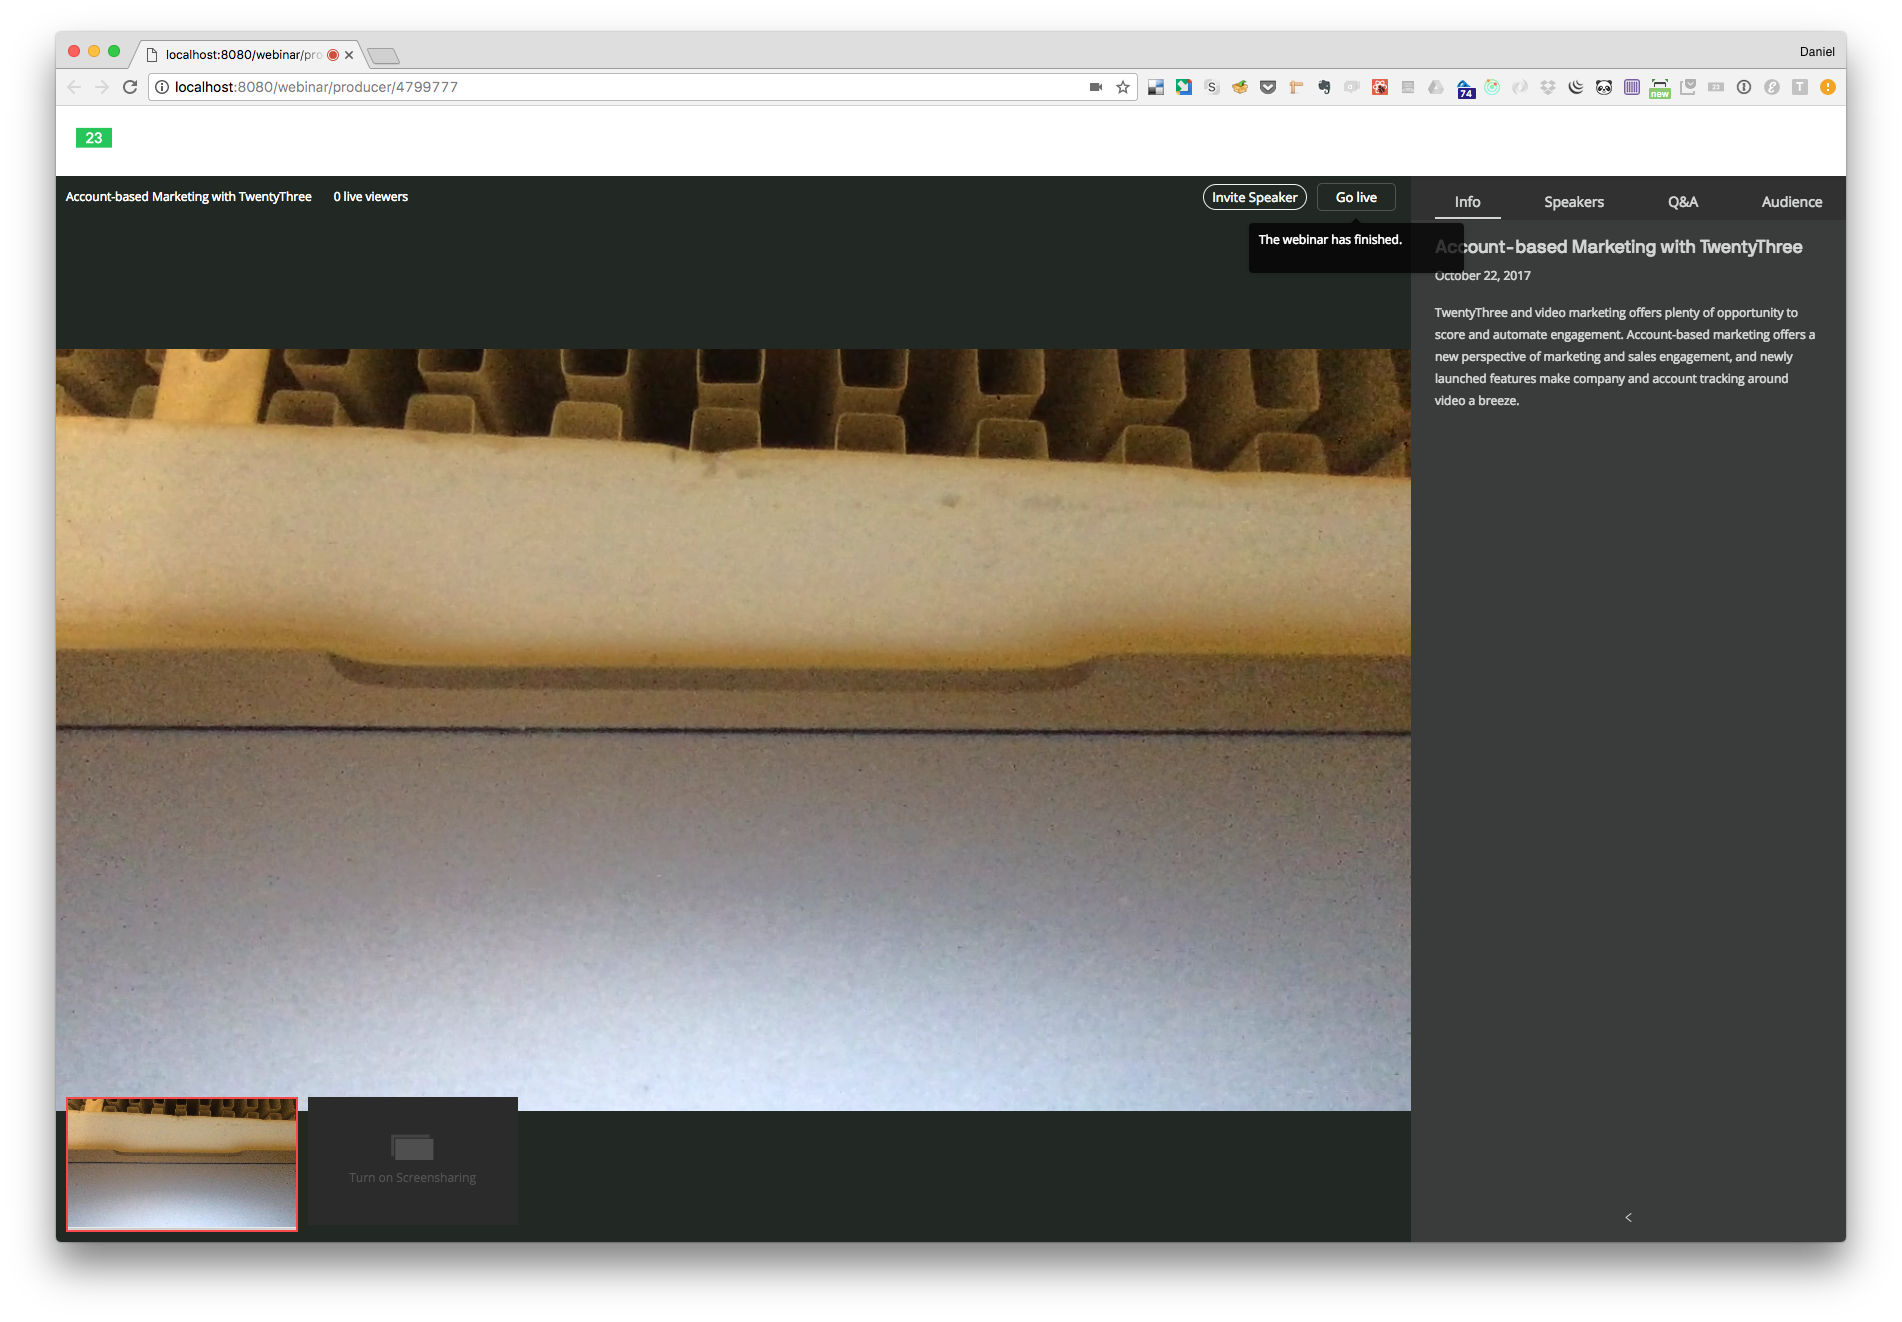 localhost:8080/webinar/pro
Daniel
localhost:8080/webinar/producer/4799777
S
74
new
23
T
23
Account-based Marketing with TwentyThree
0 live viewers
Invite Speaker
Go live
The webinar has finished.
Info
Speakers
Q&A
Audience
Account-based Marketing with TwentyThree
October 22, 2017
TwentyThree and video marketing offers plenty of opportunity to
score and automate engagement. Account-based marketing offers a
new perspective of marketing and sales engagement, and newly
launched features make company and account tracking around
video a breeze.
Turn on Screensharing